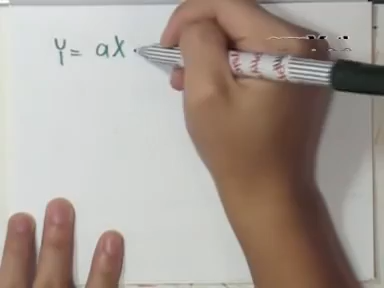 y = ax